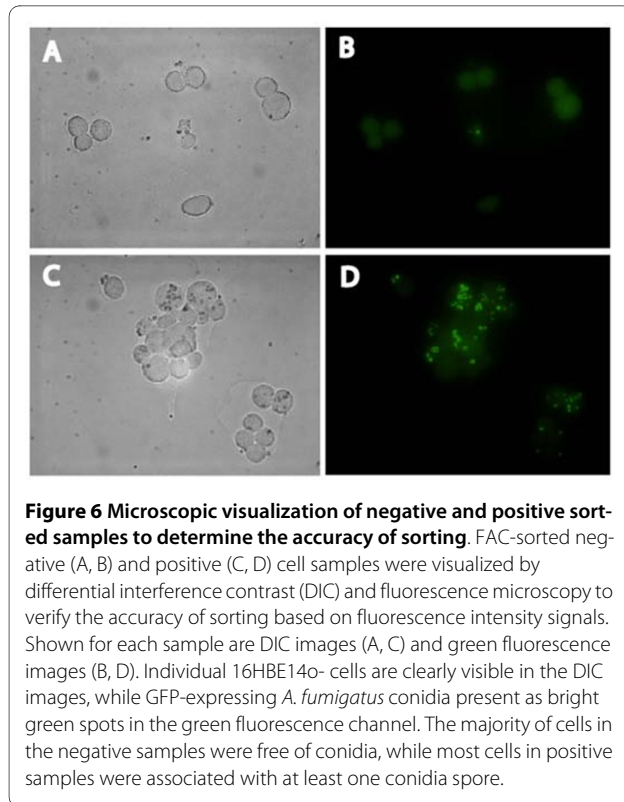 A
B
C
D
Figure 6 Microscopic visualization of negative and positive sort-
ed samples to determine the accuracy of sorting. FAC-sorted neg-
ative (A, B) and positive (C, D) cell samples were visualized by
differential interference contrast (DIC) and fluorescence microscopy to
verify the accuracy of sorting based on fluorescence intensity signals.
Shown for each sample are DIC images (A, C) and green fluorescence
images (B, D). Individual 16HBE14o- cells are clearly visible in the DIC
images, while GFP-expressing A. fumigatus conidia present as bright
green spots in the green fluorescence channel. The majority of cells in
the negative samples were free of conidia, while most cells in positive
samples were associated with at least one conidia spore.